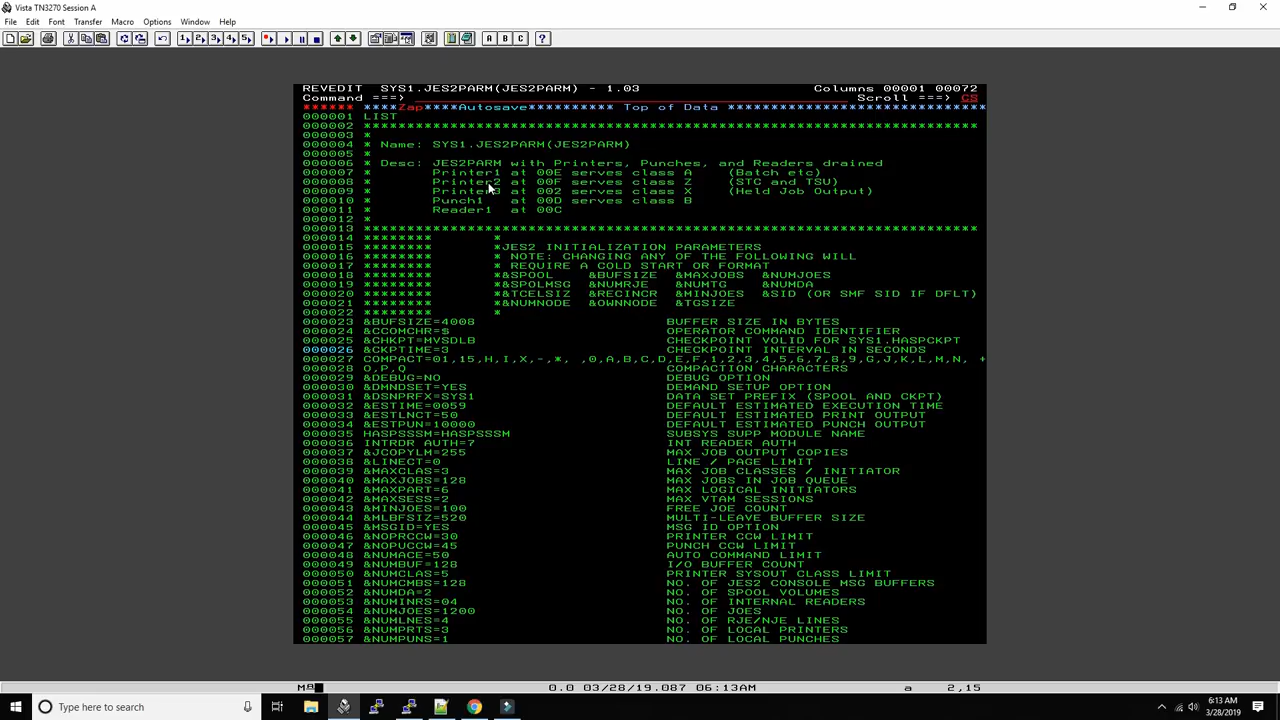 Vista TN3270 Session A
File Edit Font Transfer Macro Options Window Help
1 2 3 4 5 A B C ?
REVEDIT SYS1.JES2PARM(JES2PARM) - 1.03 Columns 00001 00072
Command ===> Scroll ===> CS
****** ****Zap****Autosave********** Top of Data ******************************
000001 LIST
000002 ***********************************************************************
000003 *
000004 * Name: SYS1.JES2PARM(JES2PARM)
000005 *
000006 * Desc: JES2PARM with Printers, Punches, and Readers drained
000007 * Printer1 at 00E serves class A (Batch etc)
000008 * Printer2 at 00F serves class Z (STC and TSU)
000009 * Printer3 at 002 serves class X (Held Job Output)
000010 * Punch1 at 00D serves class B
000011 * Reader1 at 00C
000012 *
000013 ***********************************************************************
000014 ******** *
000015 ******** *JES2 INITIALIZATION PARAMETERS
000016 ******** * NOTE: CHANGING ANY OF THE FOLLOWING WILL
000017 ******** * REQUIRE A COLD START OR FORMAT
000018 ******** *&SPOOL &BUFSIZE &MAXJOBS &NUMJOES
000019 ******** *&SPOLMSG &NUMRJE &NUMTG &NUMDA
000020 ******** *&TCELSIZ &RECINCR &MINJOES &SID (OR SMF SID IF DFLT)
000021 ******** *&NUMNODE &OWNNODE &TGSIZE
000022 ******** *
000023 &BUFSIZE=4008 BUFFER SIZE IN BYTES
000024 &CCOMCHR=$ OPERATOR COMMAND IDENTIFIER
000025 &CHKPT=MVSDLB CHECKPOINT VOLID FOR SYS1.HASPCKPT
000026 &CKPTIME=3 CHECKPOINT INTERVAL IN SECONDS
000027 COMPACT=01,15,H,I,X,-,*, ,0,A,B,C,D,E,F,1,2,3,4,5,6,7,8,9,G,J,K,L,M,N, +
000028 O,P,Q COMPACTION CHARACTERS
000029 &DEBUG=NO DEBUG OPTION
000030 &DMNDSET=YES DEMAND SETUP OPTION
000031 &DSNPRFX=SYS1 DATA SET PREFIX (SPOOL AND CKPT)
000032 &ESTIME=0059 DEFAULT ESTIMATED EXECUTION TIME
000033 &ESTLNCT=50 DEFAULT ESTIMATED PRINT OUTPUT
000034 &ESTPUN=10000 DEFAULT ESTIMATED PUNCH OUTPUT
000035 HASPSSSM=HASPSSSM SUBSYS SUPP MODULE NAME
000036 INTRDR AUTH=7 INT READER AUTH
000037 &JCOPYLM=255 MAX JOB OUTPUT COPIES
000038 &LINECT=0 LINE / PAGE LIMIT
000039 &MAXCLAS=3 MAX JOB CLASSES / INITIATOR
000040 &MAXJOBS=128 MAX JOBS IN JOB QUEUE
000041 &MAXPART=6 MAX LOGICAL INITIATORS
000042 &MAXSESS=2 MAX VTAM SESSIONS
000043 &MINJOES=100 FREE JOE COUNT
000044 &MLBFSIZ=520 MULTI-LEAVE BUFFER SIZE
000045 &MSGID=YES MSG ID OPTION
000046 &NOPRCCW=30 PRINTER CCW LIMIT
000047 &NOPUCCW=45 PUNCH CCW LIMIT
000048 &NUMACE=50 AUTO COMMAND LIMIT
000049 &NUMBUF=128 I/O BUFFER COUNT
000050 &NUMCLAS=5 PRINTER SYSOUT CLASS LIMIT
000051 &NUMCMBS=128 NO. OF JES2 CONSOLE MSG BUFFERS
000052 &NUMDA=2 NO. OF SPOOL VOLUMES
000053 &NUMINRS=04 NO. OF INTERNAL READERS
000054 &NUMJOES=1200 NO. OF JOES
000055 &NUMLNES=4 NO. OF RJE/NJE LINES
000056 &NUMPRTS=3 NO. OF LOCAL PRINTERS
000057 &NUMPUNS=1 NO. OF LOCAL PUNCHES
0.0 03/28/19.087 06:13AM a 2,15
Type here to search
6:13 AM
3/28/2019